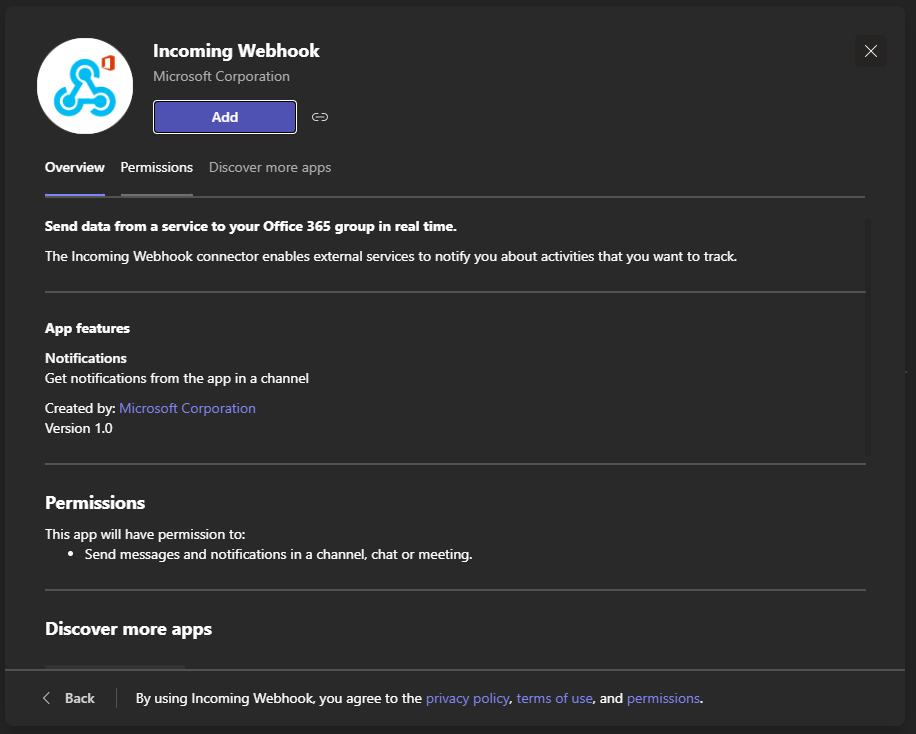 Incoming Webhook
Microsoft Corporation
Add
Overview Permissions Discover more apps
Send data from a service to your Office 365 group in real time.
The Incoming Webhook connector enables external services to notify you about activities that you want to track.
App features
Notifications
Get notifications from the app in a channel
Created by: Microsoft Corporation
Version 1.0
Permissions
This app will have permission to:
• Send messages and notifications in a channel, chat or meeting.
Discover more apps
Back By using Incoming Webhook, you agree to the privacy policy, terms of use, and permissions.